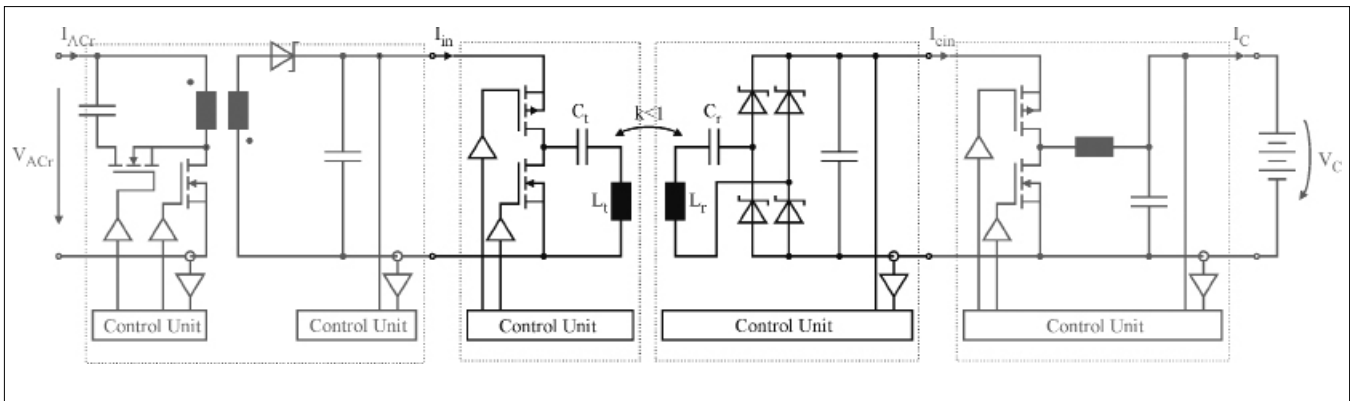 I_ACr
I_in
I_cin
I_C
C_t
k<1
C_r
V_ACr
V_C
L_t
L_r
Control Unit
Control Unit
Control Unit
Control Unit
Control Unit